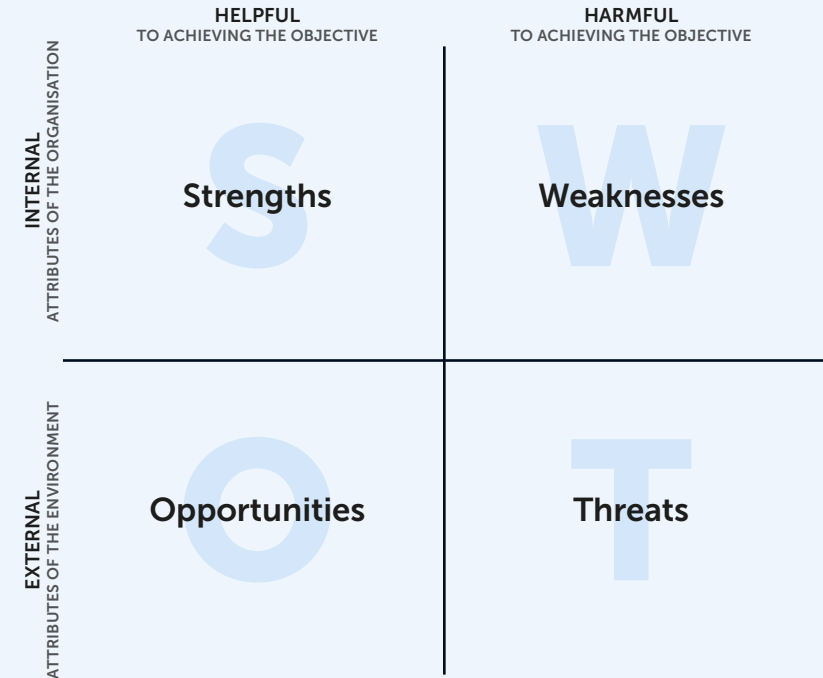 HELPFUL
TO ACHIEVING THE OBJECTIVE
HARMFUL
TO ACHIEVING THE OBJECTIVE
INTERNAL
ATTRIBUTES OF THE ORGANISATION
S
Strengths
W
Weaknesses
EXTERNAL
ATTRIBUTES OF THE ENVIRONMENT
O
Opportunities
T
Threats